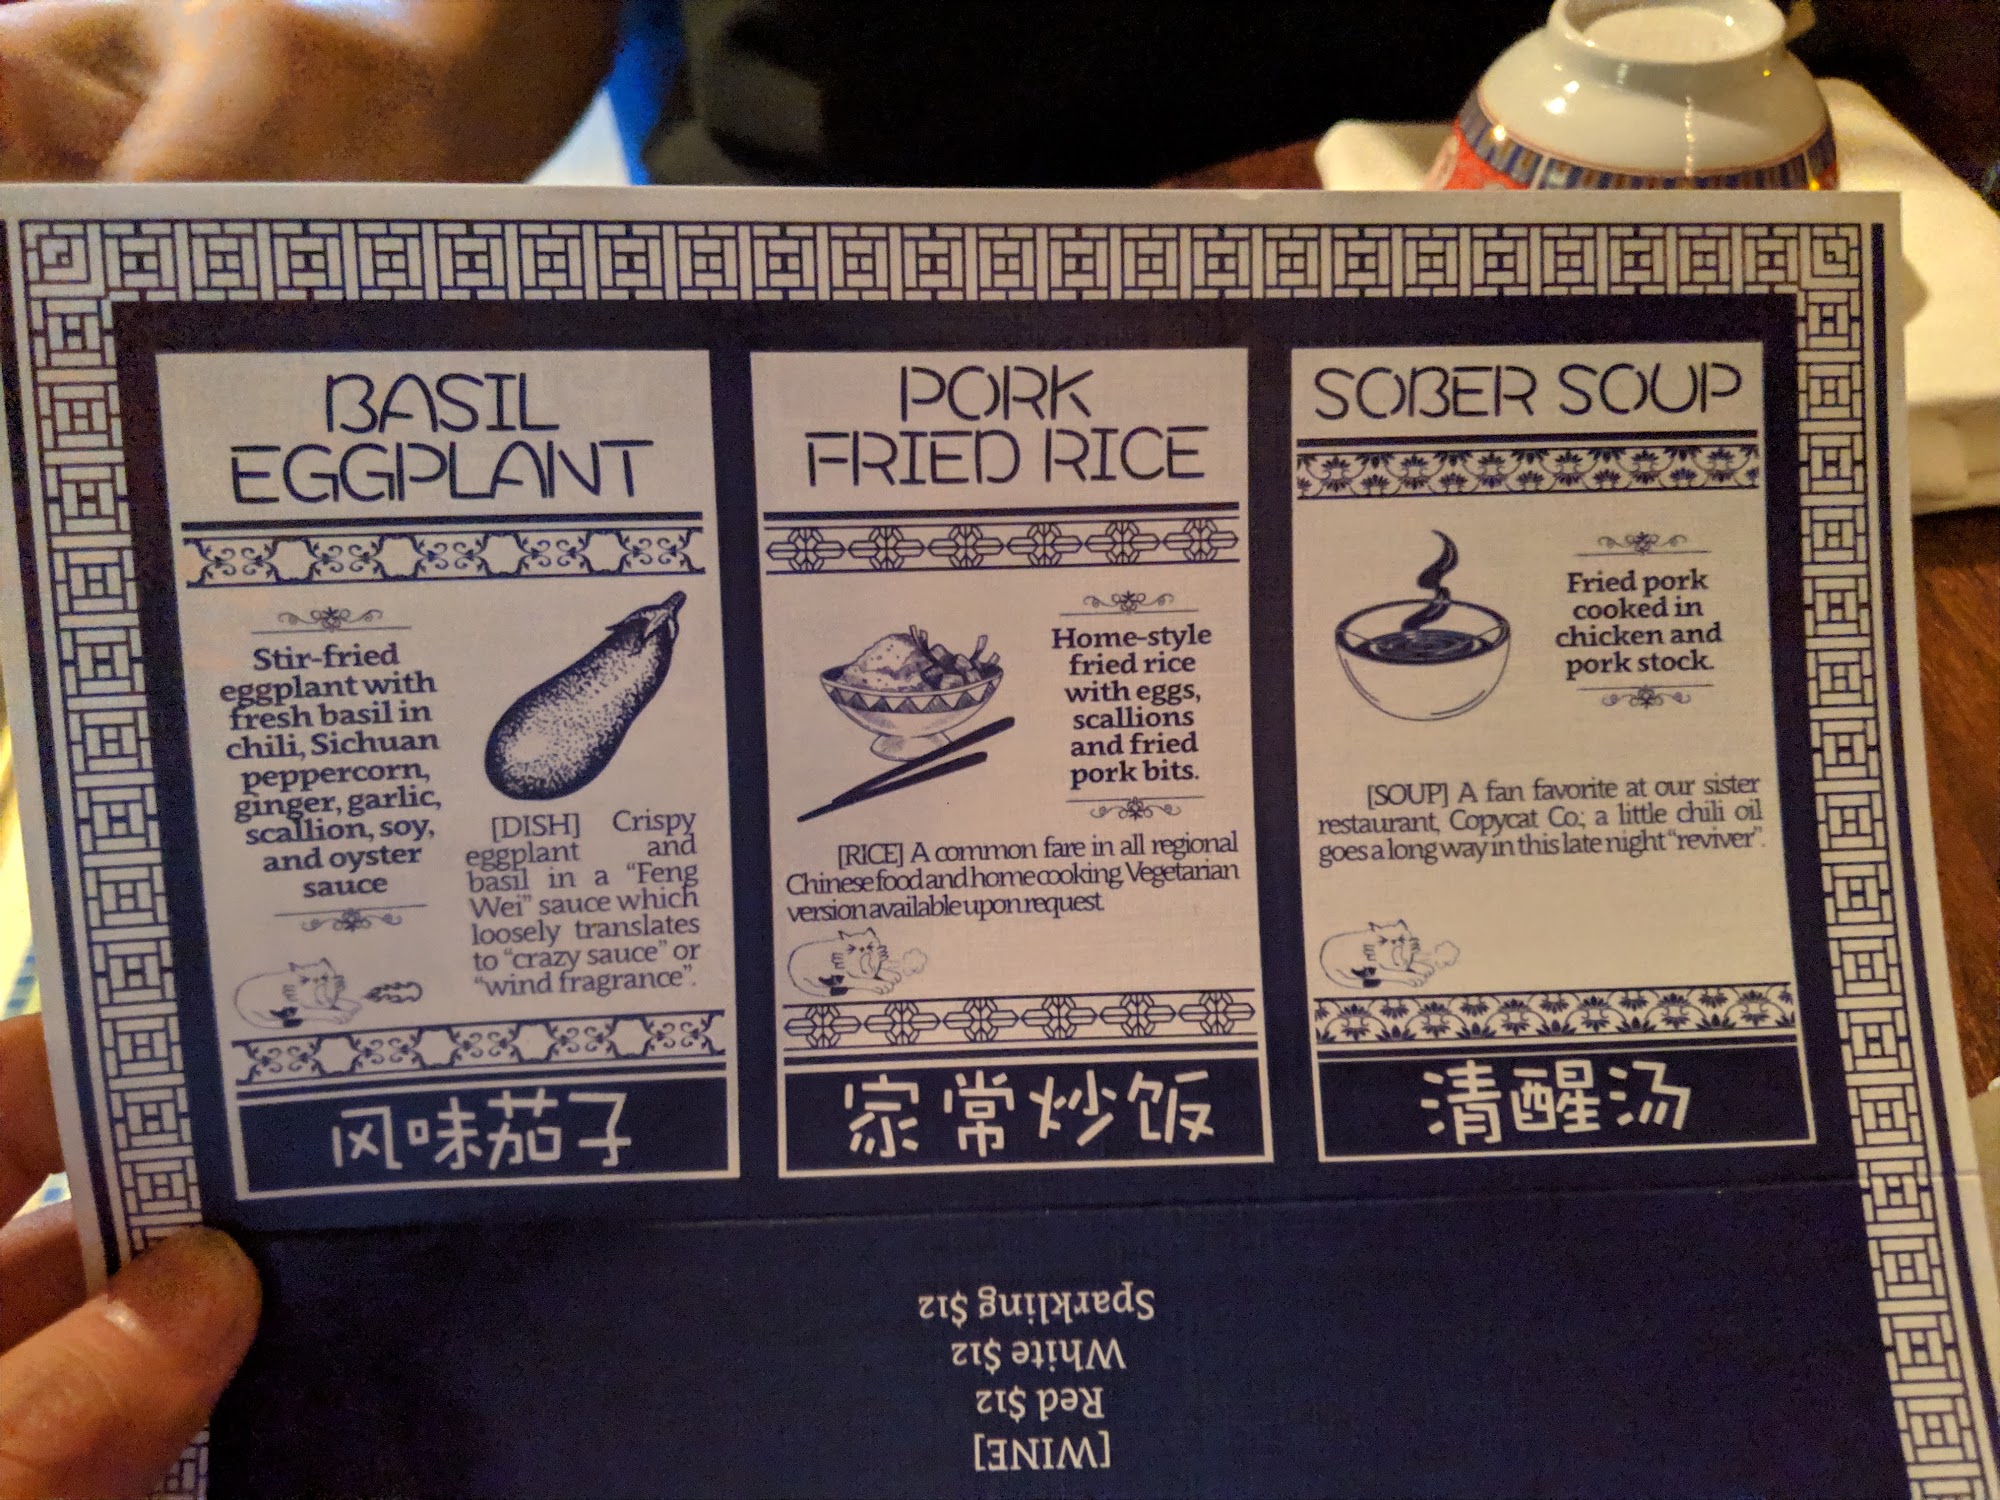 BASIL
EGGPLANT
Stir-fried
eggplant with
fresh basil in
chili, Sichuan
peppercorn,
ginger, garlic,
scallion, soy,
and oyster
sauce
[DISH] Crispy
eggplant and
basil in a “Feng
Wei” sauce which
loosely translates
to “crazy sauce” or
“wind fragrance”.
风味茄子
PORK
FRIED RICE
Home-style
fried rice
with eggs,
scallions
and fried
pork bits.
[RICE] A common fare in all regional
Chinese food and home cooking. Vegetarian
version available upon request.
家常炒饭
SOBER SOUP
Fried pork
cooked in
chicken and
pork stock.
[SOUP] A fan favorite at our sister
restaurant, Copycat Co.; a little chili oil
goes a long way in this late night “reviver”.
清醒汤
[WINE]
Red $12
White $12
Sparkling $12